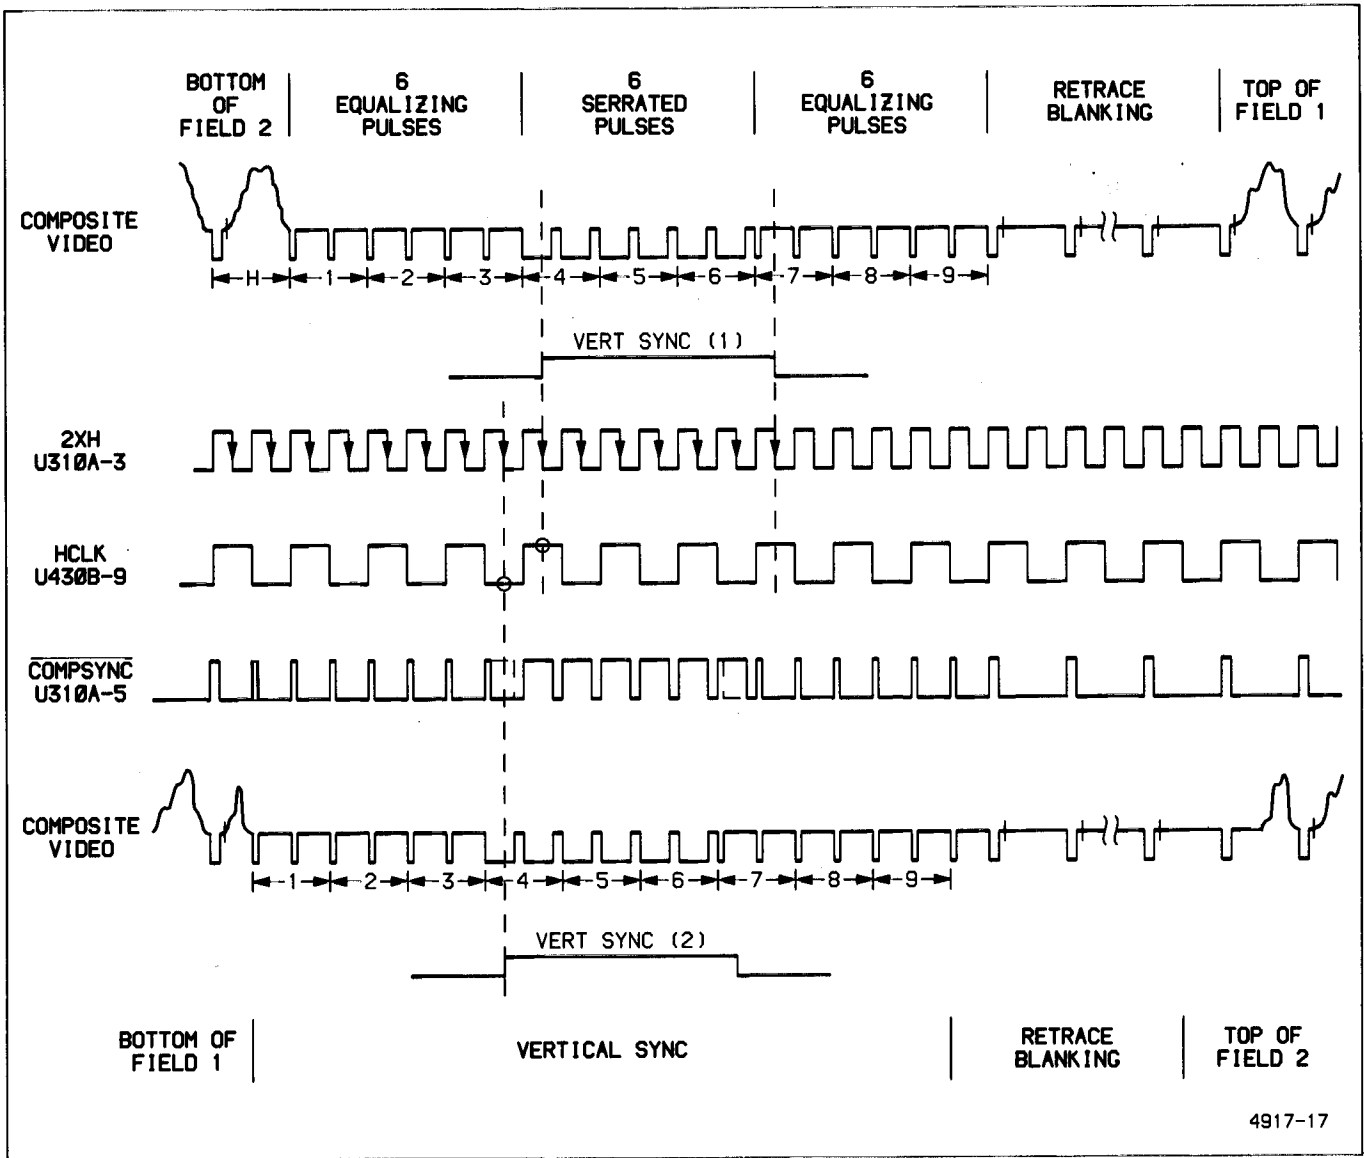 BOTTOM
OF
FIELD 2
6
EQUALIZING
PULSES
6
SERRATED
PULSES
6
EQUALIZING
PULSES
RETRACE
BLANKING
TOP OF
FIELD 1
COMPOSITE
VIDEO
H 1 2 3 4 5 6 7 8 9
VERT SYNC (1)
2XH
U310A-3
HCLK
U430B-9
COMPSYNC
U310A-5
COMPOSITE
VIDEO
1 2 3 4 5 6 7 8 9
VERT SYNC (2)
BOTTOM OF
FIELD 1
VERTICAL SYNC
RETRACE
BLANKING
TOP OF
FIELD 2
4917-17